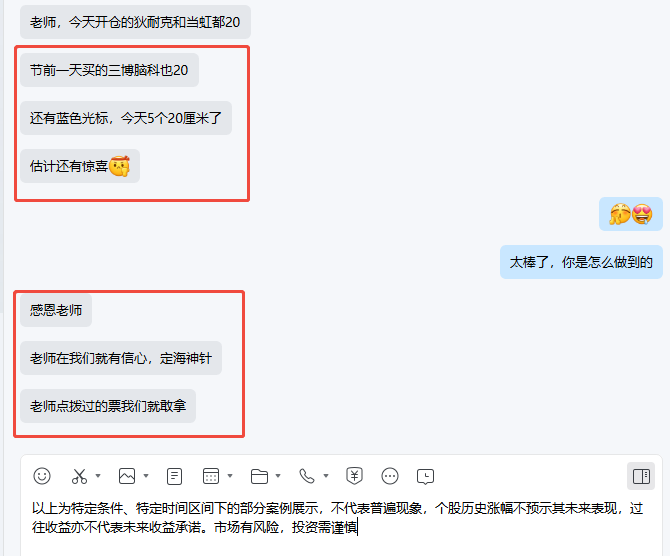 老师，今天开仓的狄耐克和当虹都20
节前一天买的三博脑科也20
还有蓝色光标，今天5个20厘米了
估计还有惊喜
太棒了，你是怎么做到的
感恩老师
老师在我们就有信心，定海神针
老师点拨过的票我们就敢拿
以上为特定条件、特定时间区间下的部分案例展示，不代表普遍现象，个股历史涨幅不预示其未来表现，过
往收益亦不代表未来收益承诺。市场有风险，投资需谨慎